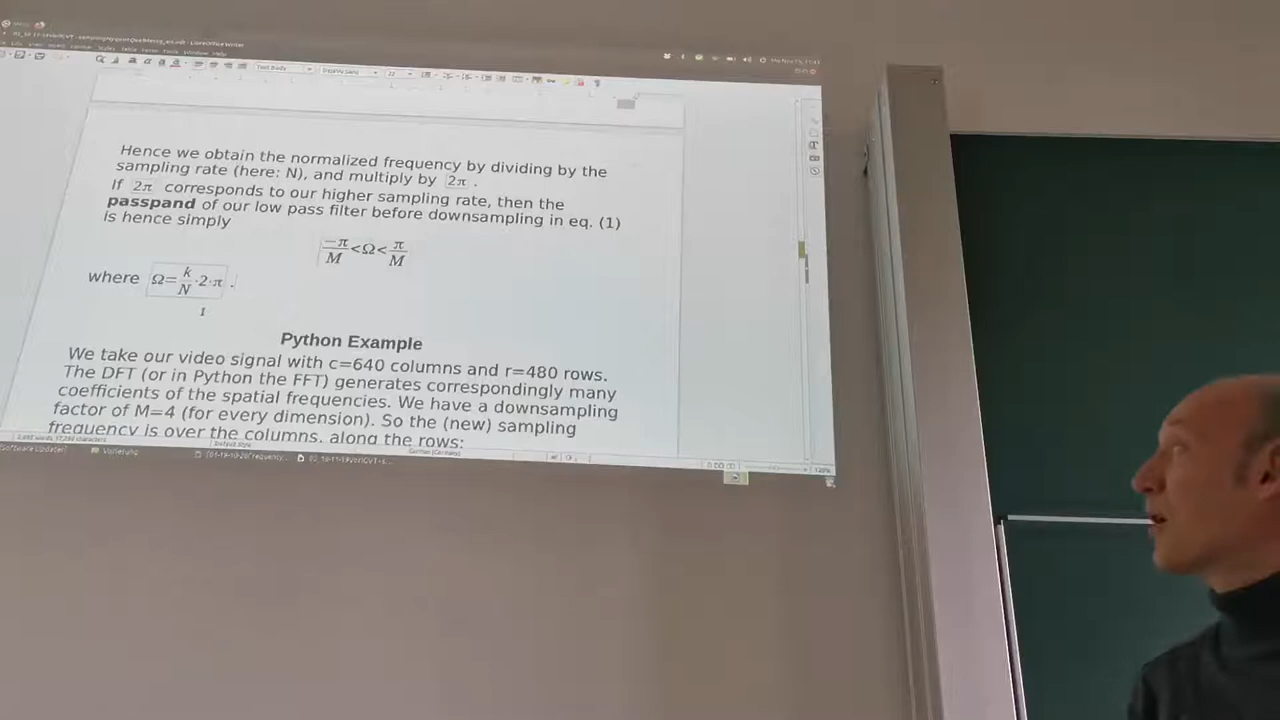 Hence we obtain the normalized frequency by dividing by the
sampling rate (here: N), and multiply by 2π .
If 2π corresponds to our higher sampling rate, then the
passpand of our low pass filter before downsampling in eq. (1)
is hence simply
−π/M <Ω< π/M
where Ω= k/N ·2·π .
Python Example
We take our video signal with c=640 columns and r=480 rows.
The DFT (or in Python the FFT) generates correspondingly many
coefficients of the spatial frequencies. We have a downsampling
factor of M=4 (for every dimension). So the (new) sampling
frequency is over the columns, along the rows: